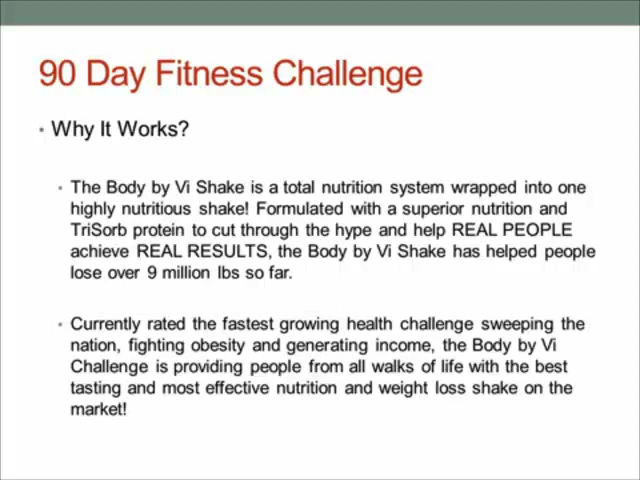 90 Day Fitness Challenge
• Why It Works?
• The Body by Vi Shake is a total nutrition system wrapped into one
highly nutritious shake! Formulated with a superior nutrition and
TriSorb protein to cut through the hype and help REAL PEOPLE
achieve REAL RESULTS, the Body by Vi Shake has helped people
lose over 9 million lbs so far.
• Currently rated the fastest growing health challenge sweeping the
nation, fighting obesity and generating income, the Body by Vi
Challenge is providing people from all walks of life with the best
tasting and most effective nutrition and weight loss shake on the
market!